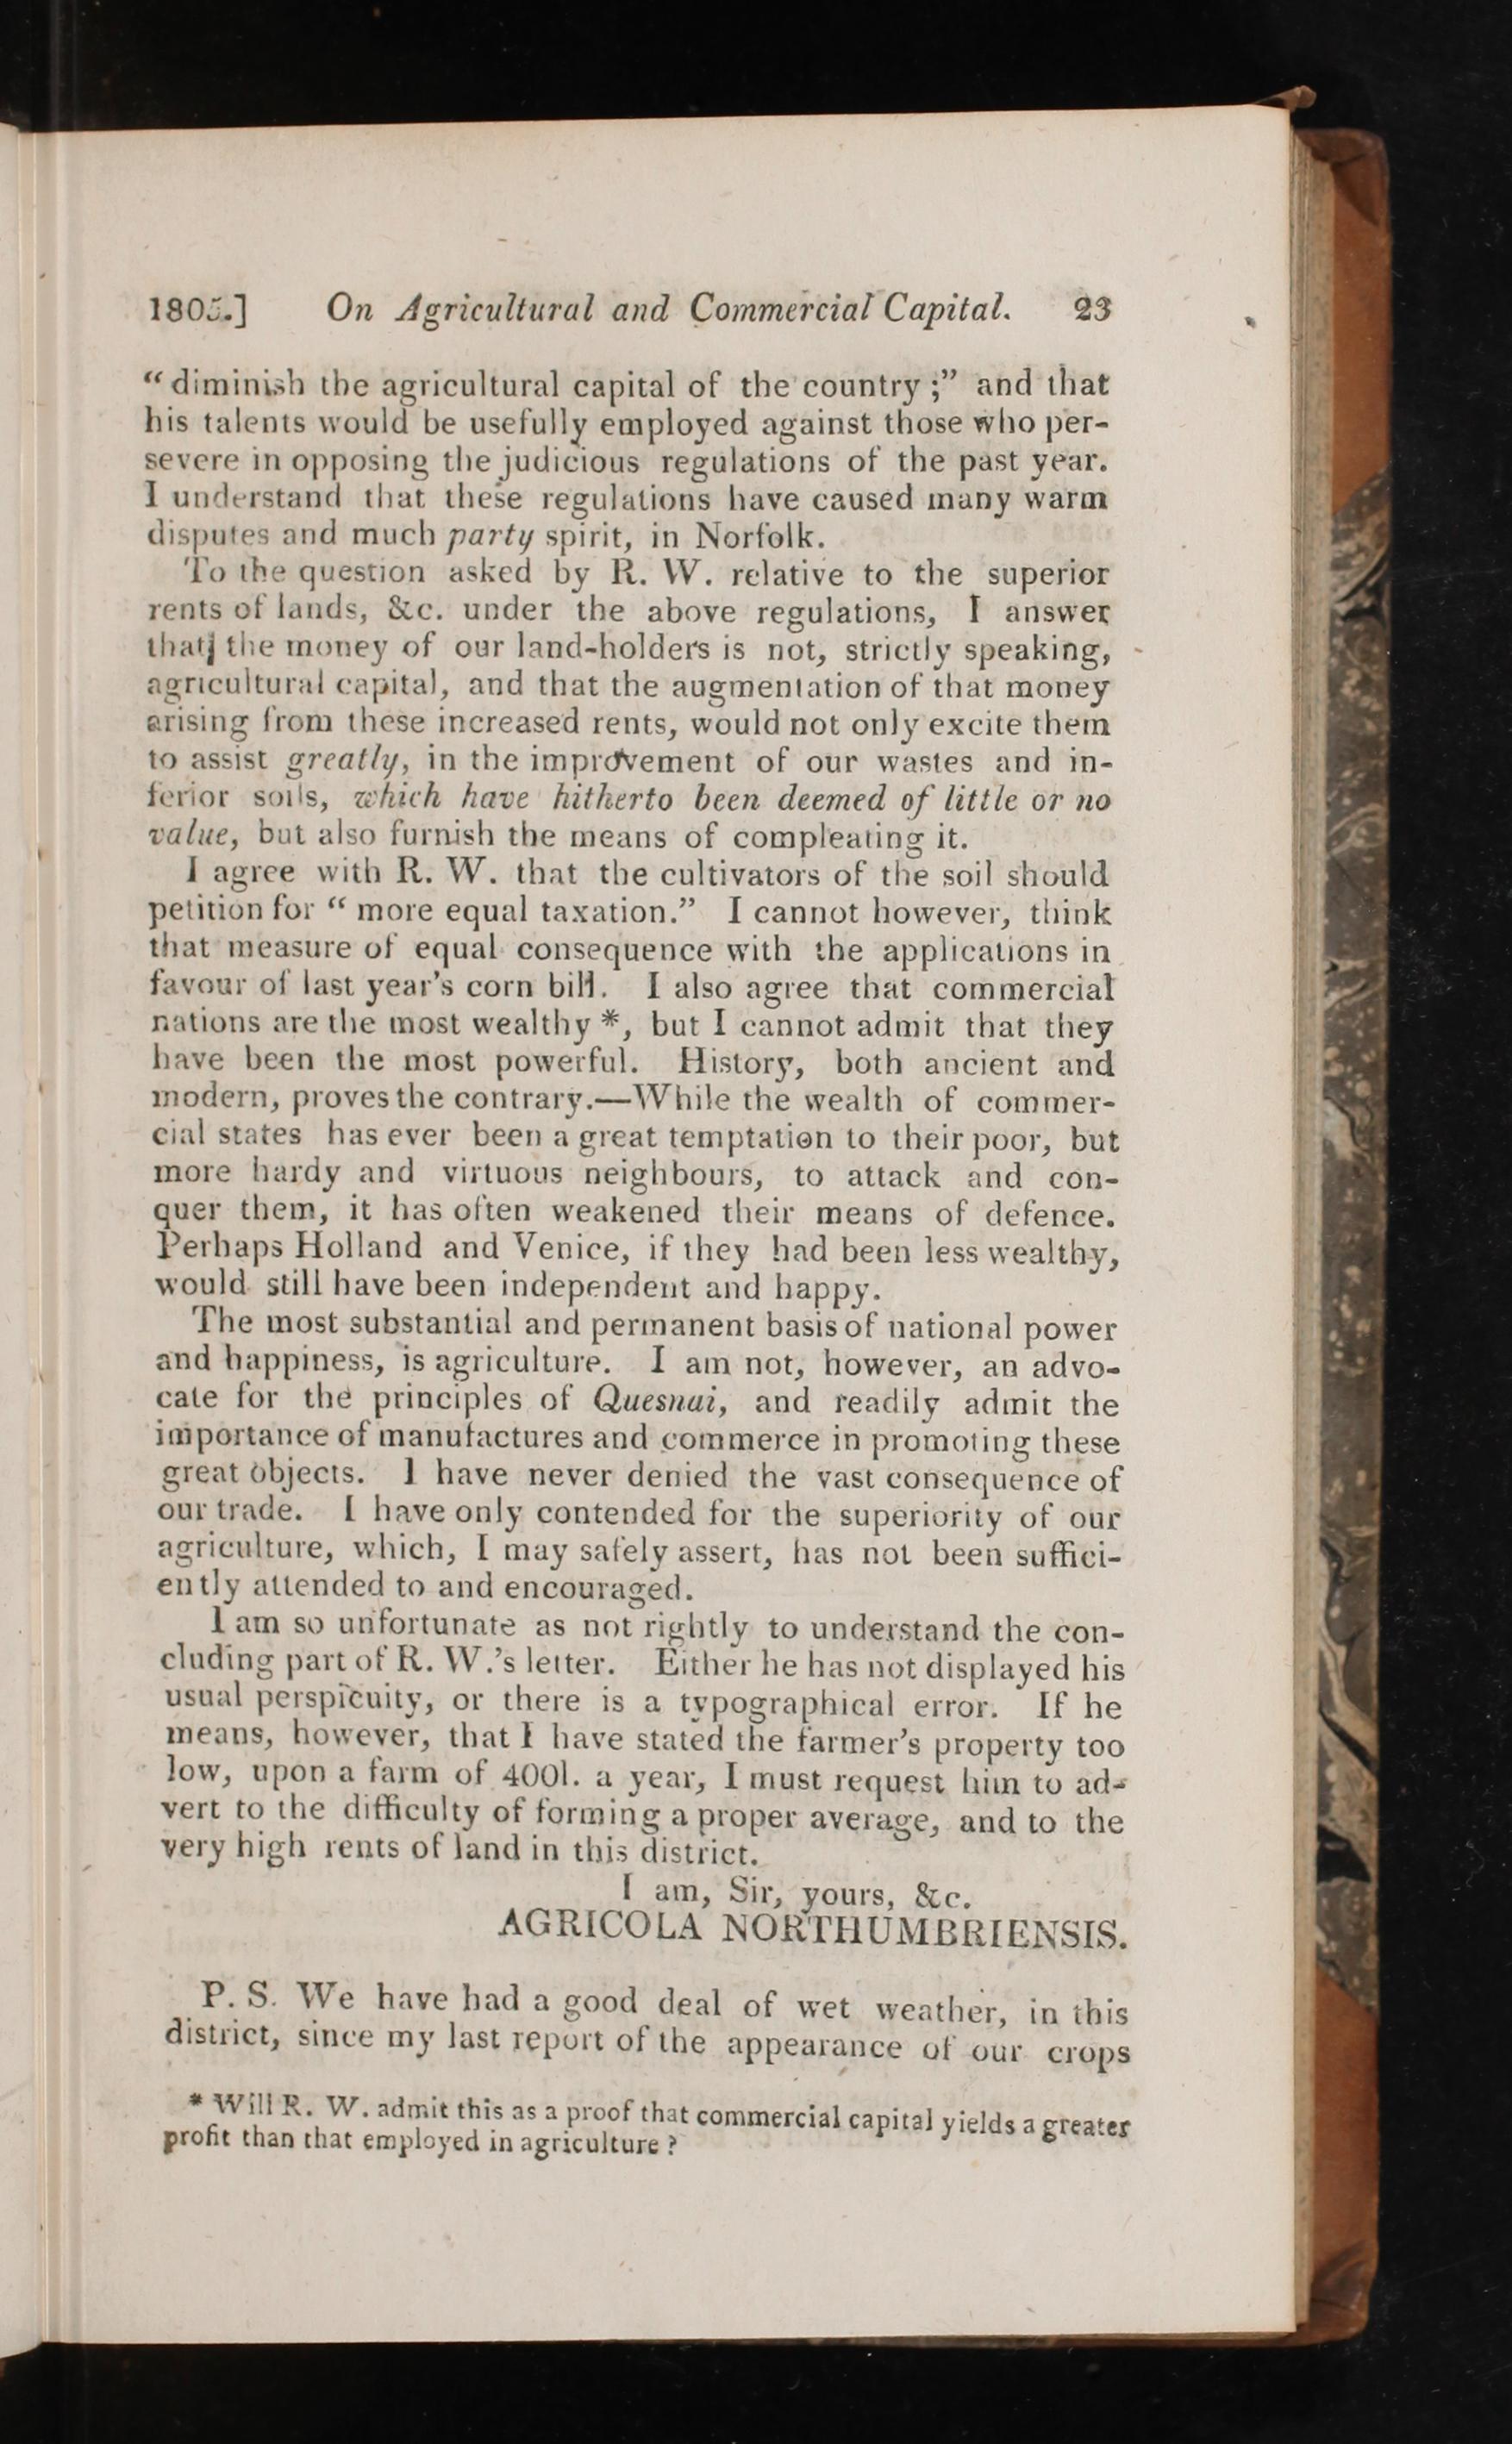 1805.] On Agricultural and Commercial Capital. 23
“diminish the agricultural capital of the country;” and that
his talents would be usefully employed against those who per-
severe in opposing the judicious regulations of the past year.
I understand that these regulations have caused many warm
disputes and much party spirit, in Norfolk.
To the question asked by R. W. relative to the superior
rents of lands, &c. under the above regulations, I answer
that the money of our land-holders is not, strictly speaking,
agricultural capital, and that the augmentation of that money
arising from these increased rents, would not only excite them
to assist greatly, in the improvement of our wastes and in-
ferior soils, which have hitherto been deemed of little or no
value, but also furnish the means of compleating it.
I agree with R. W. that the cultivators of the soil should
petition for “ more equal taxation.” I cannot however, think
that measure of equal consequence with the applications in
favour of last year's corn bill. I also agree that commercial
nations are the most wealthy *, but I cannot admit that they
have been the most powerful. History, both ancient and
modern, proves the contrary.—While the wealth of commer-
cial states has ever been a great temptation to their poor, but
more hardy and virtuous neighbours, to attack and con-
quer them, it has often weakened their means of defence.
Perhaps Holland and Venice, if they had been less wealthy,
would still have been independent and happy.
The most substantial and permanent basis of national power
and happiness, is agriculture. I am not, however, an advo-
cate for the principles of Quesnai, and readily admit the
importance of manufactures and commerce in promoting these
great objects. I have never denied the vast consequence of
our trade. I have only contended for the superiority of our
agriculture, which, I may safely assert, has not been suffici-
ently attended to and encouraged.
I am so unfortunate as not rightly to understand the con-
cluding part of R. W.'s letter. Either he has not displayed his
usual perspicuity, or there is a typographical error. If he
means, however, that I have stated the farmer's property too
low, upon a farm of 400l. a year, I must request him to ad-
vert to the difficulty of forming a proper average, and to the
very high rents of land in this district.
I am, Sir, yours, &c.
AGRICOLA NORTHUMBRIENSIS.
P. S. We have had a good deal of wet weather, in this
district, since my last report of the appearance of our crops
* Will R. W. admit this as a proof that commercial capital yields a greater
profit than that employed in agriculture ?